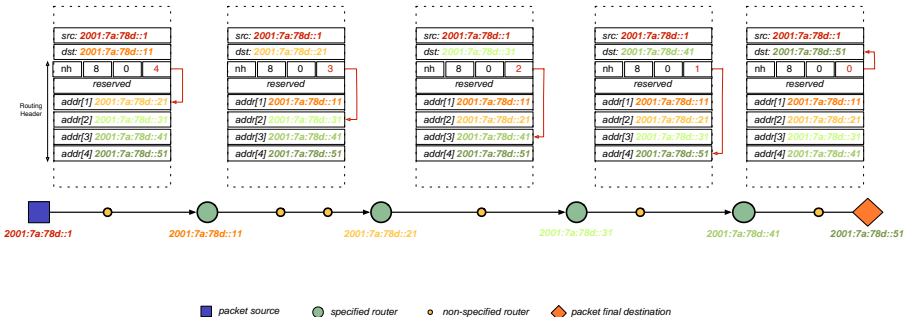 src: 2001:7a:78d::1
dst: 2001:7a:78d::11
nh 8 0 4
reserved
addr[1] 2001:7a:78d::21
addr[2] 2001:7a:78d::31
addr[3] 2001:7a:78d::41
addr[4] 2001:7a:78d::51
Routing
Header
src: 2001:7a:78d::1
dst: 2001:7a:78d::21
nh 8 0 3
reserved
addr[1] 2001:7a:78d::11
addr[2] 2001:7a:78d::31
addr[3] 2001:7a:78d::41
addr[4] 2001:7a:78d::51
src: 2001:7a:78d::1
dst: 2001:7a:78d::31
nh 8 0 2
reserved
addr[1] 2001:7a:78d::11
addr[2] 2001:7a:78d::21
addr[3] 2001:7a:78d::41
addr[4] 2001:7a:78d::51
src: 2001:7a:78d::1
dst: 2001:7a:78d::41
nh 8 0 1
reserved
addr[1] 2001:7a:78d::11
addr[2] 2001:7a:78d::21
addr[3] 2001:7a:78d::31
addr[4] 2001:7a:78d::51
src: 2001:7a:78d::1
dst: 2001:7a:78d::51
nh 8 0 0
reserved
addr[1] 2001:7a:78d::11
addr[2] 2001:7a:78d::21
addr[3] 2001:7a:78d::31
addr[4] 2001:7a:78d::41
2001:7a:78d::1
2001:7a:78d::11
2001:7a:78d::21
2001:7a:78d::31
2001:7a:78d::41
2001:7a:78d::51
packet source
specified router
non-specified router
packet final destination